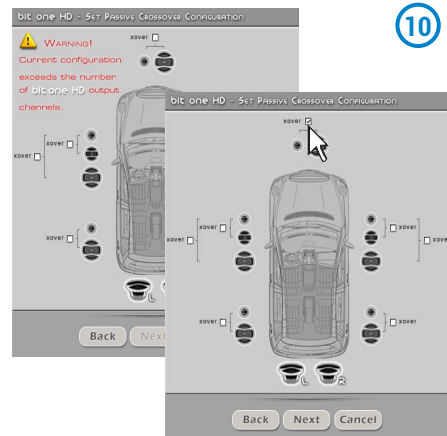 10
bit one HD - Set Passive Crossover Configuration
Warning!
Current configuration
exceeds the number
of bit one HD output
channels.
xover
xover
xover
xover
L
Back Next
bit one HD - Set Passive Crossover Configuration
xover
xover xover
xover xover
xover xover
L R
Back Next Cancel